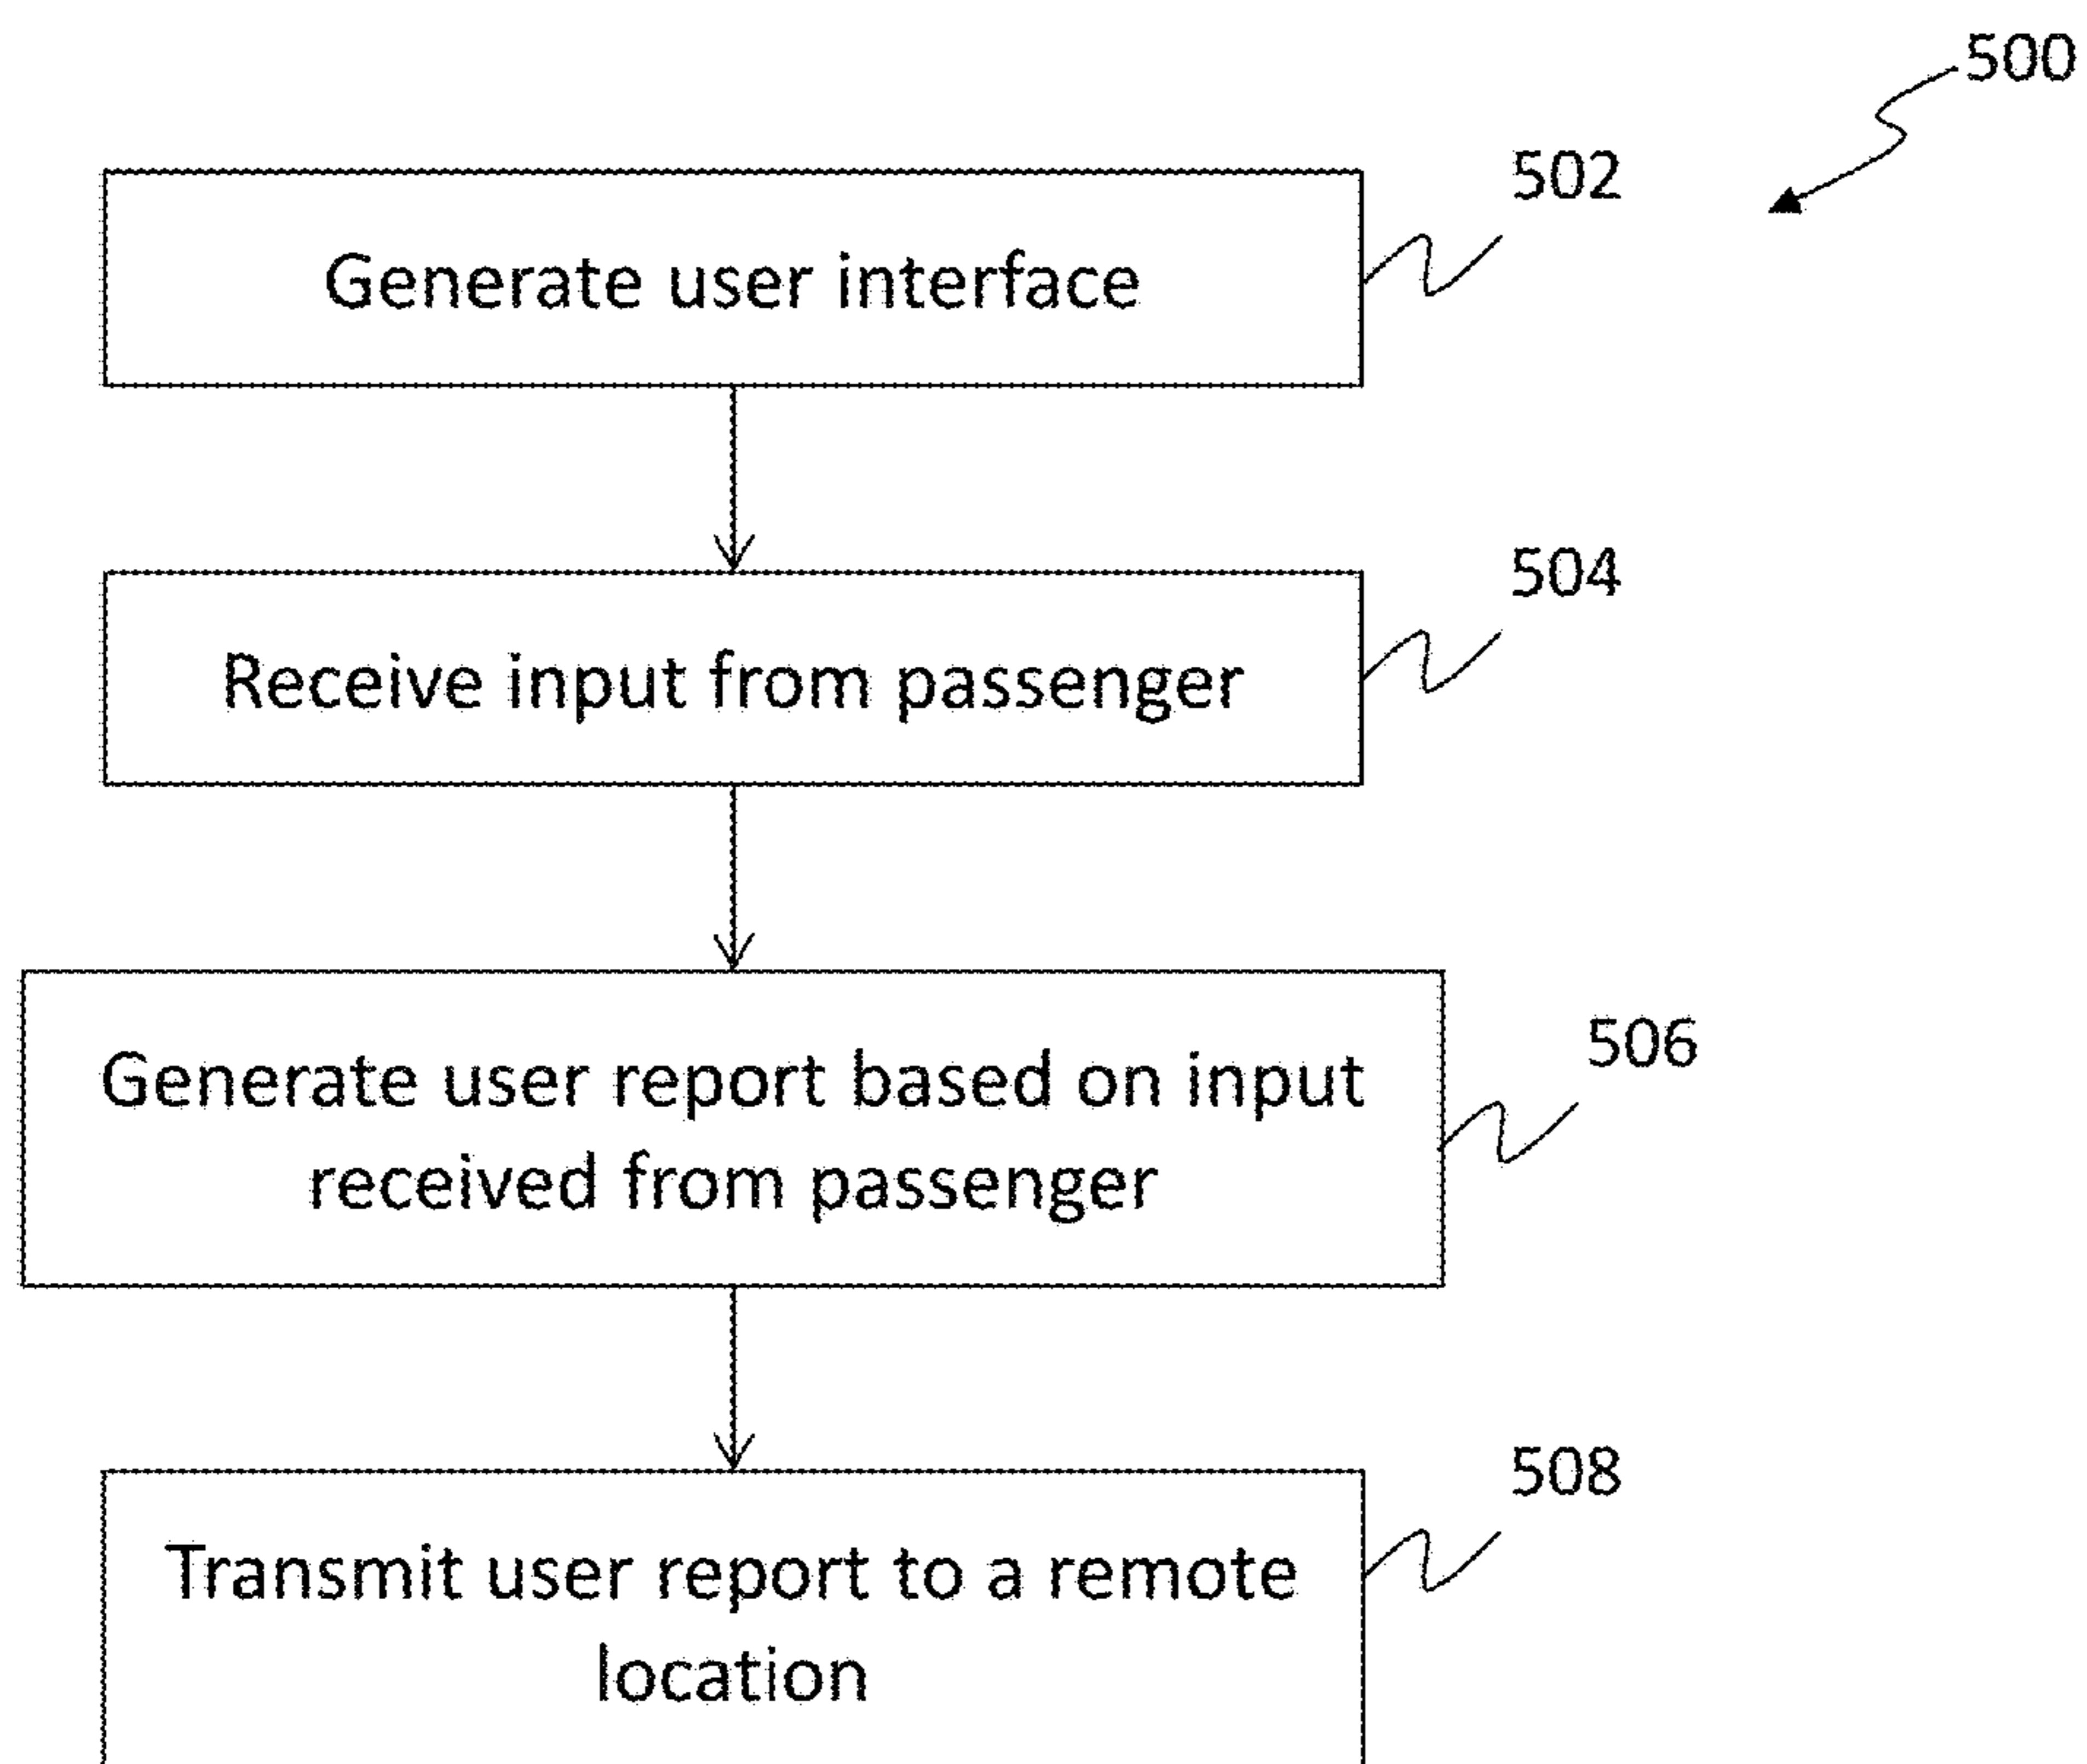 500
502
Generate user interface
504
Receive input from passenger
506
Generate user report based on input
received from passenger
508
Transmit user report to a remote
location